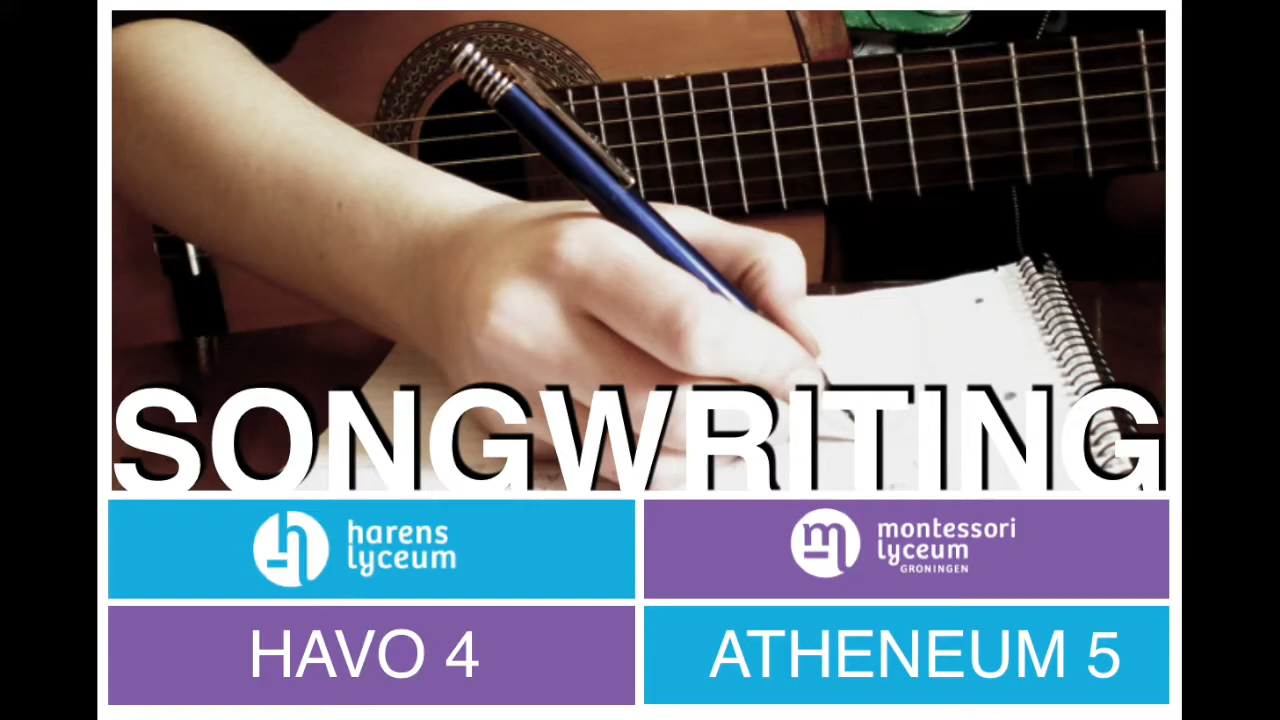 SONGWRITING
harens
lyceum
montessori
lyceum
GRONINGEN
HAVO 4
ATHENEUM 5